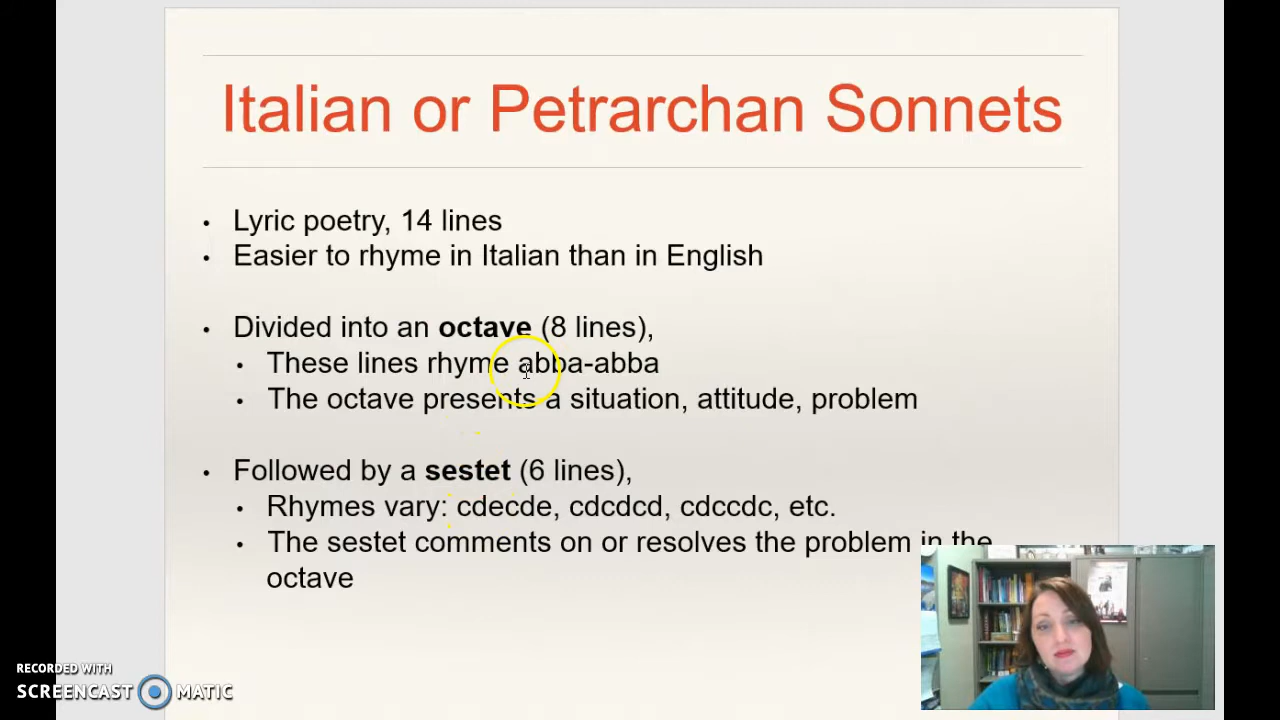 Italian or Petrarchan Sonnets
• Lyric poetry, 14 lines
• Easier to rhyme in Italian than in English
• Divided into an octave (8 lines),
• These lines rhyme abba-abba
• The octave presents a situation, attitude, problem
• Followed by a sestet (6 lines),
• Rhymes vary: cdecde, cdcdcd, cdccdc, etc.
• The sestet comments on or resolves the problem in the
octave
RECORDED WITH
SCREENCAST MATIC